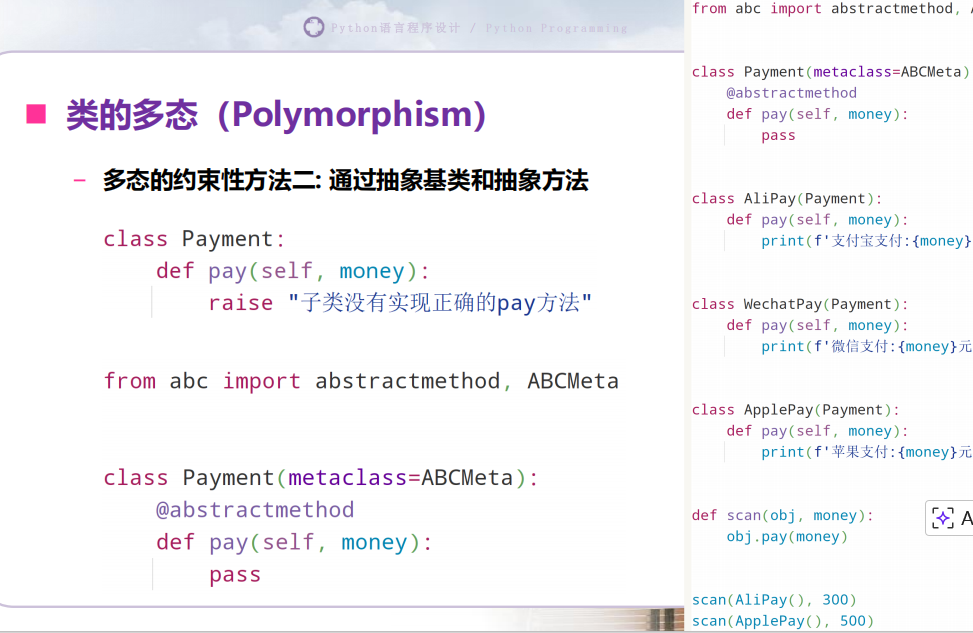 Python语言程序设计 / Python Programming
类的多态（Polymorphism）
– 多态的约束性方法二: 通过抽象基类和抽象方法
class Payment:
    def pay(self, money):
        raise "子类没有实现正确的pay方法"
from abc import abstractmethod, ABCMeta
class Payment(metaclass=ABCMeta):
    @abstractmethod
    def pay(self, money):
        pass
from abc import abstractmethod,
class Payment(metaclass=ABCMeta)
    @abstractmethod
    def pay(self, money):
        pass
class AliPay(Payment):
    def pay(self, money):
        print(f'支付宝支付:{money}
class WechatPay(Payment):
    def pay(self, money):
        print(f'微信支付:{money}元
class ApplePay(Payment):
    def pay(self, money):
        print(f'苹果支付:{money}元
def scan(obj, money):
    obj.pay(money)
A
scan(AliPay(), 300)
scan(ApplePay(), 500)